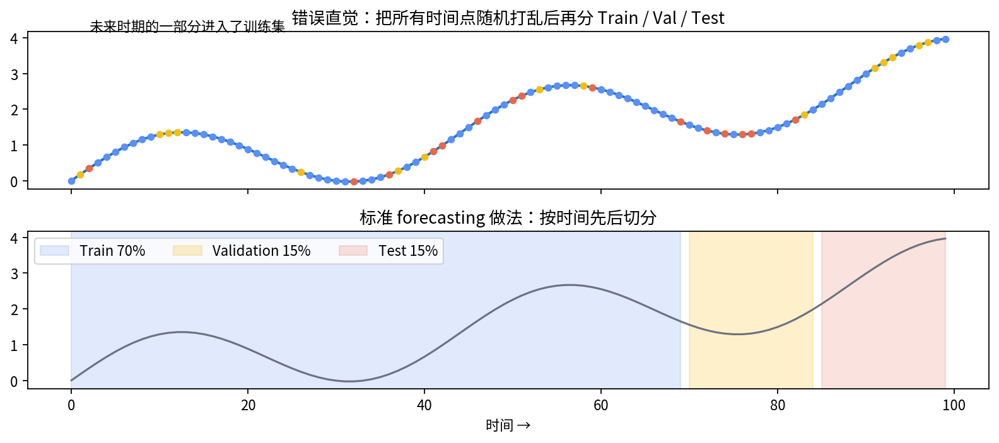 错误直觉：把所有时间点随机打乱后再分 Train / Val / Test
未来时期的一部分进入了训练集
4
3
2
1
0
标准 forecasting 做法：按时间先后切分
Train 70% Validation 15% Test 15%
4
3
2
1
0
0 20 40 60 80 100
时间 →